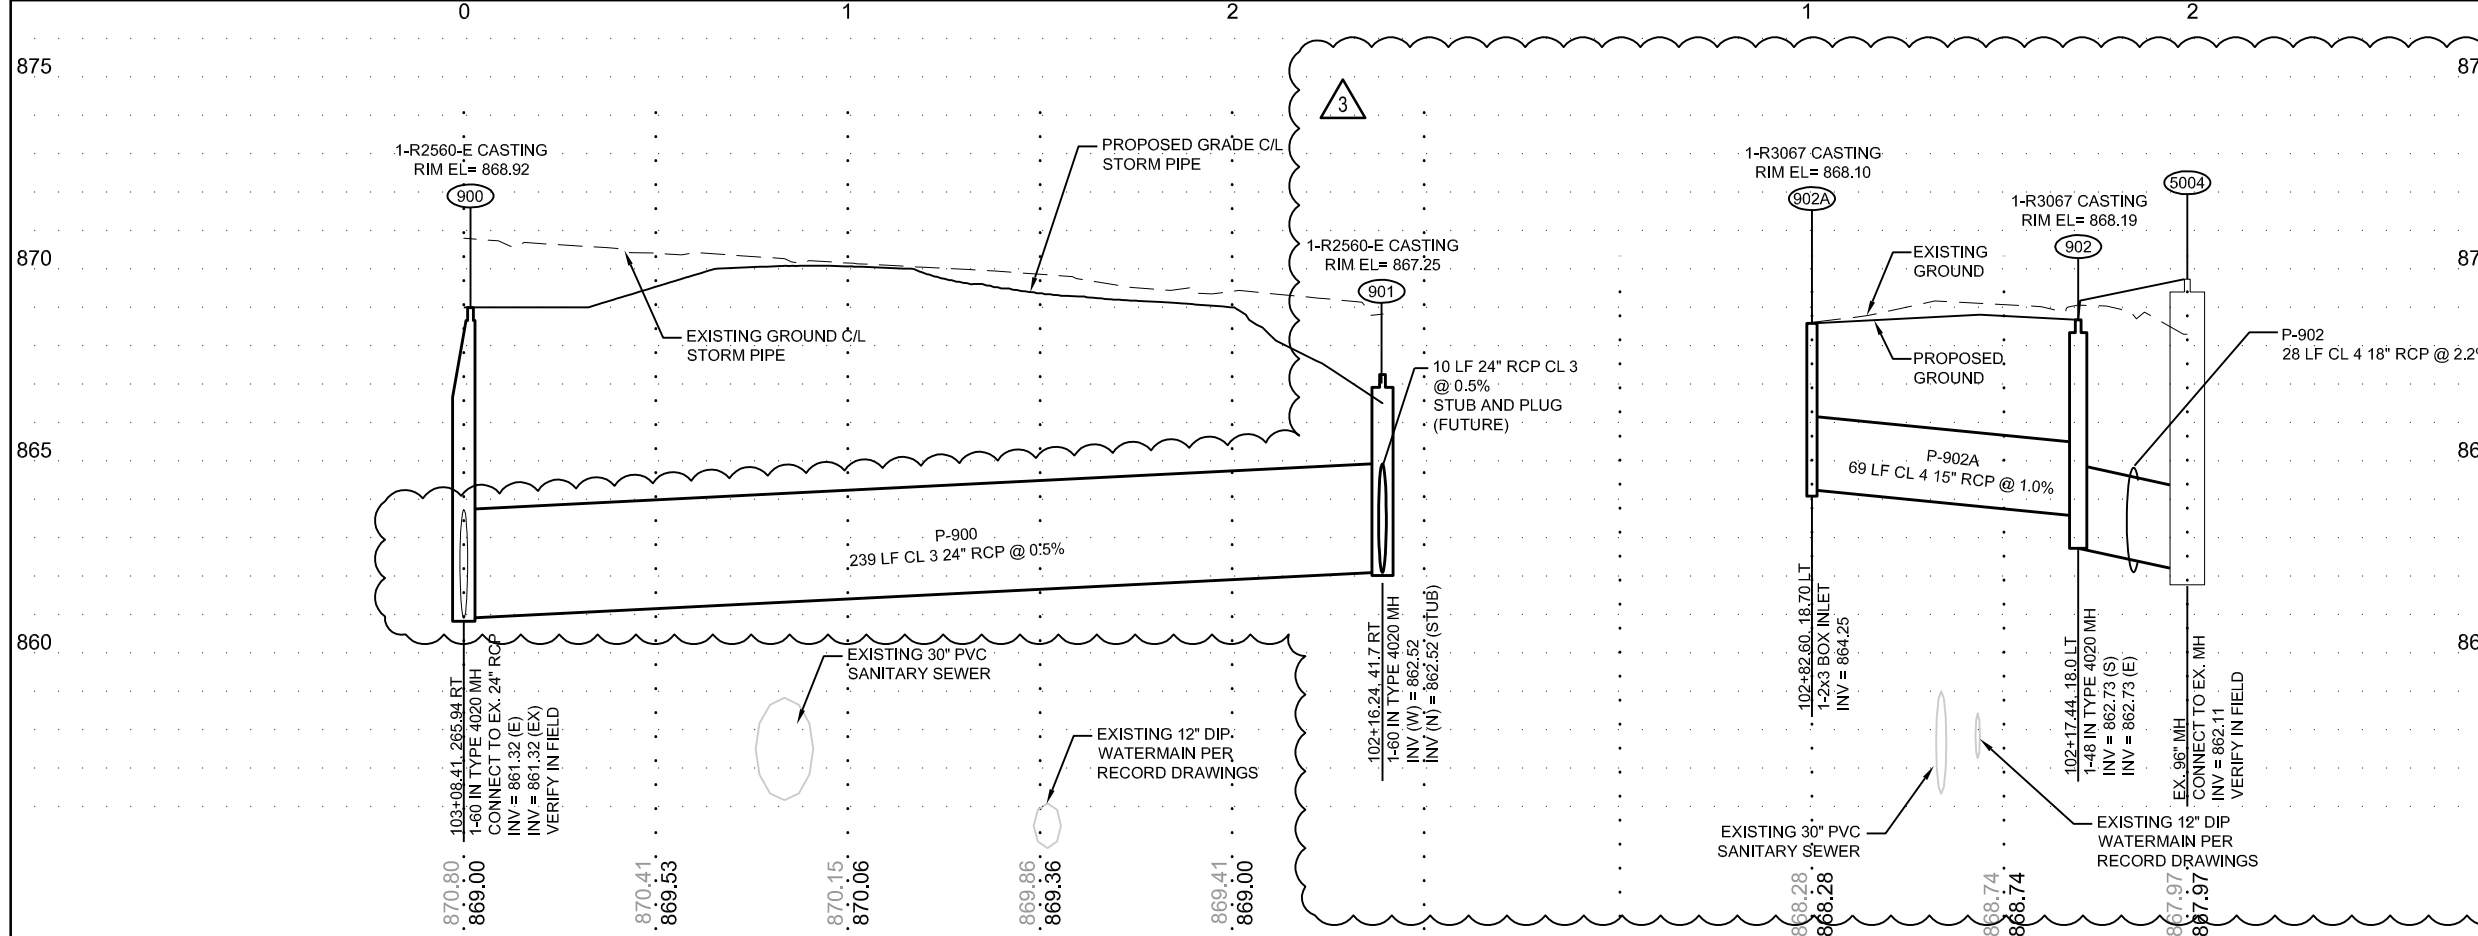 0 1 2 1 2
875
870
865
860
87
87
86
86
3
1-R2560-E CASTING
RIM EL= 868.92
900
PROPOSED GRADE C/L
STORM PIPE
EXISTING GROUND C/L
STORM PIPE
1-R2560-E CASTING
RIM EL= 867.25
901
10 LF 24" RCP CL 3
@ 0.5%
STUB AND PLUG
(FUTURE)
P-900
239 LF CL 3 24" RCP @ 0.5%
1-R3067 CASTING
RIM EL= 868.10
902A
1-R3067 CASTING
RIM EL= 868.19
902
5004
EXISTING
GROUND
PROPOSED
GROUND
P-902
28 LF CL 4 18" RCP @ 2.2%
P-902A
69 LF CL 4 15" RCP @ 1.0%
103+08.41, 265.94 RT
1-60 IN TYPE 4020 MH
CONNECT TO EX. 24" RCP
INV = 861.32 (E)
INV = 861.32 (EX)
VERIFY IN FIELD
EXISTING 30" PVC
SANITARY SEWER
EXISTING 12" DIP
WATERMAIN PER
RECORD DRAWINGS
102+16.24, 41.7 RT
1-60 IN TYPE 4020 MH
INV (W) = 862.52
INV (N) = 862.52 (STUB)
102+82.60, 18.70 LT
1-2x3 BOX INLET
INV = 864.25
102+17.44, 18.0 LT
1-48 IN TYPE 4020 MH
INV = 862.73 (S)
INV = 862.73 (E)
EX. 96" MH
CONNECT TO EX. MH
INV = 862.11
VERIFY IN FIELD
EXISTING 30" PVC
SANITARY SEWER
EXISTING 12" DIP
WATERMAIN PER
RECORD DRAWINGS
870.80
869.00
870.41
869.53
870.15
870.06
869.86
869.36
869.41
869.00
868.28
868.28
868.74
868.74
867.97
867.97